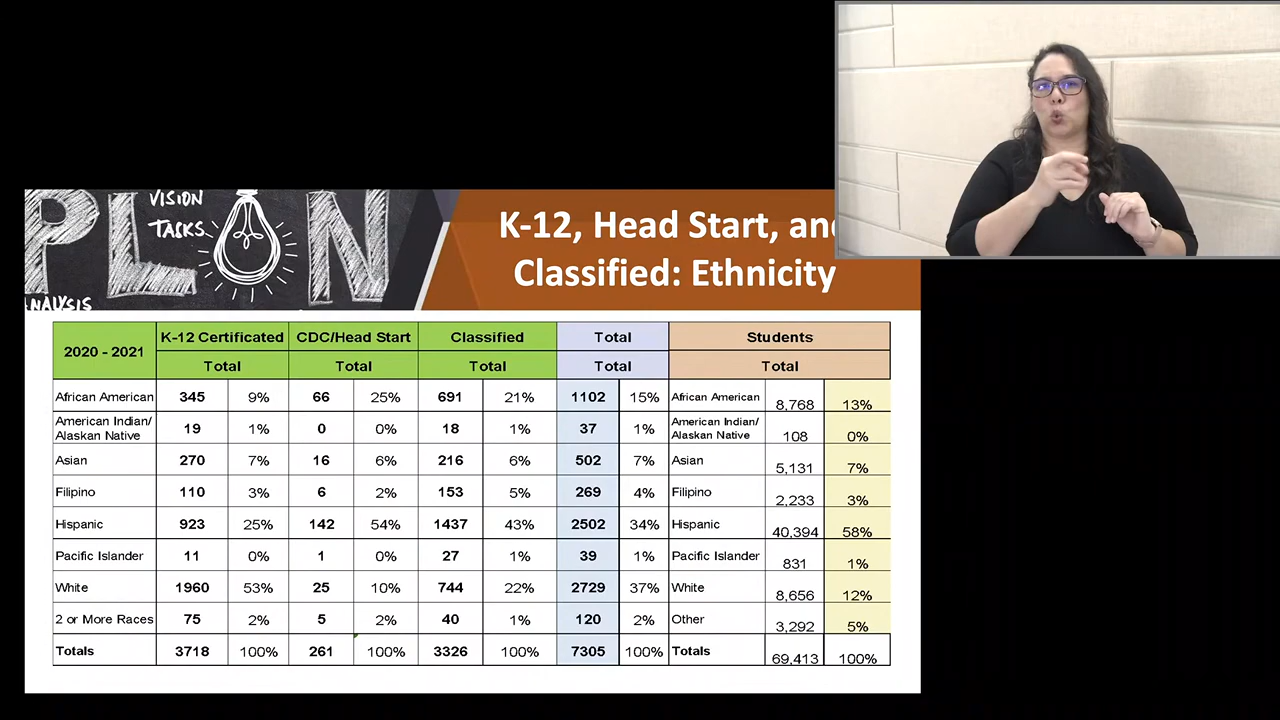 PLAN
VISION
TASKS
K-12, Head Start, and
Classified: Ethnicity
2020 - 2021 K-12 Certificated CDC/Head Start Classified Total Students
Total Total Total Total Total
African American 345 9% 66 25% 691 21% 1102 15% African American 8,768 13%
American Indian/
Alaskan Native 19 1% 0 0% 18 1% 37 1% American Indian/
Alaskan Native 108 0%
Asian 270 7% 16 6% 216 6% 502 7% Asian 5,131 7%
Filipino 110 3% 6 2% 153 5% 269 4% Filipino 2,233 3%
Hispanic 923 25% 142 54% 1437 43% 2502 34% Hispanic 40,394 58%
Pacific Islander 11 0% 1 0% 27 1% 39 1% Pacific Islander 831 1%
White 1960 53% 25 10% 744 22% 2729 37% White 8,656 12%
2 or More Races 75 2% 5 2% 40 1% 120 2% Other 3,292 5%
Totals 3718 100% 261 100% 3326 100% 7305 100% Totals 69,413 100%